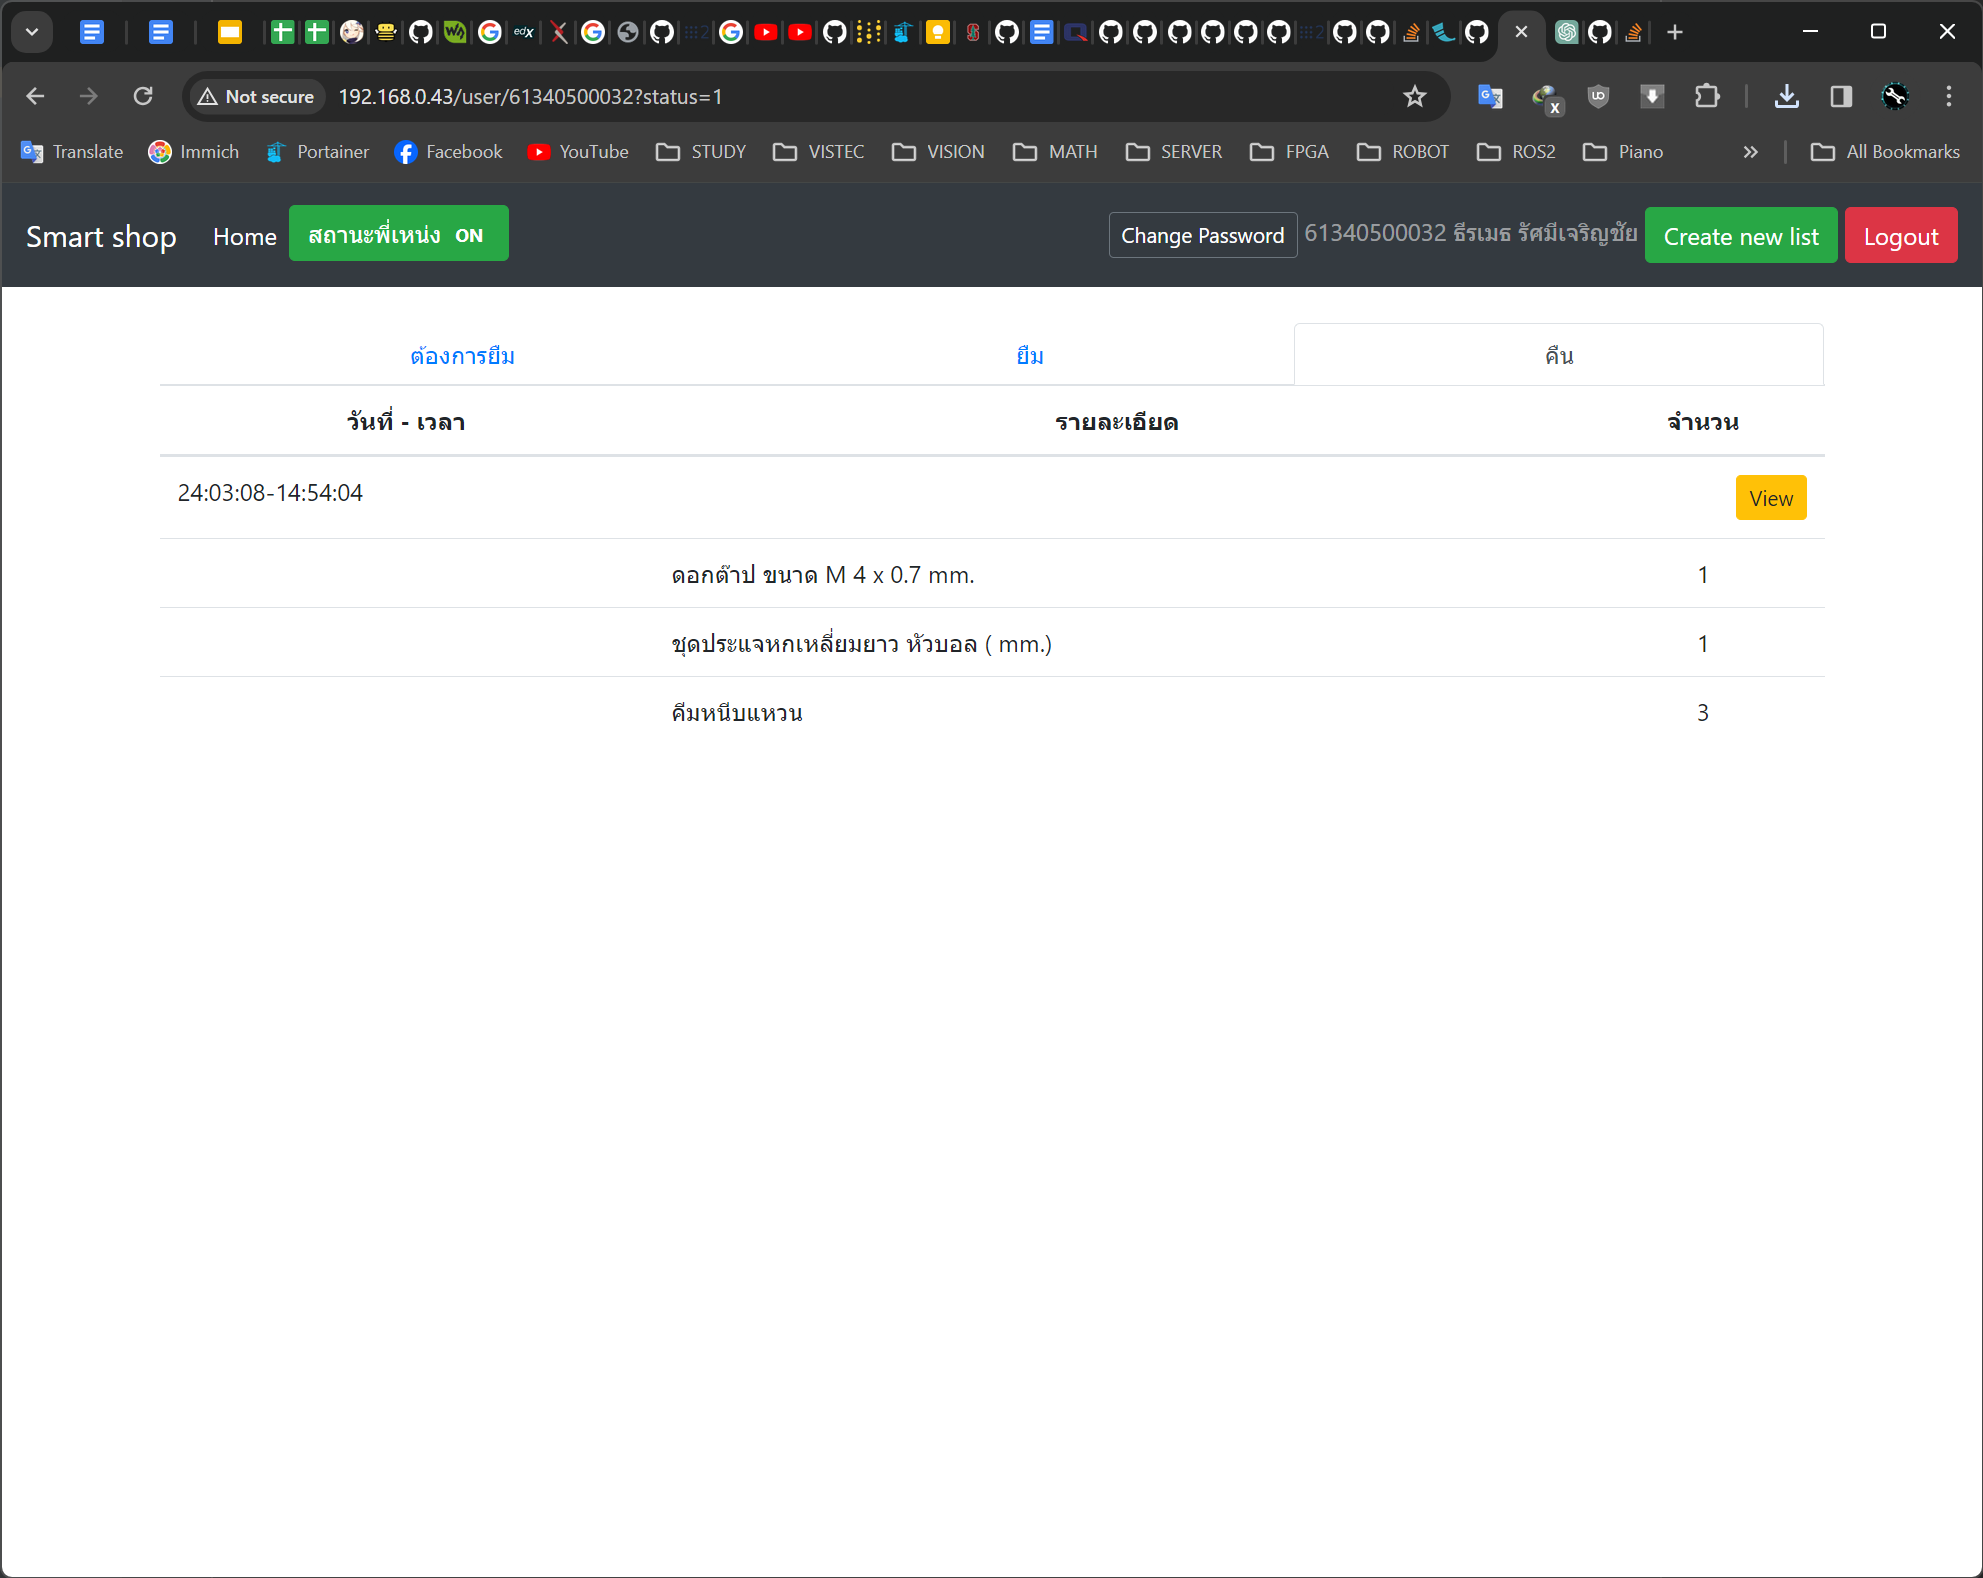 Not secure 192.168.0.43/user/61340500032?status=1
Translate Immich Portainer Facebook YouTube STUDY VISTEC VISION MATH SERVER FPGA ROBOT ROS2 Piano » All Bookmarks
Smart shop Home สถานะพี่เหน่ง ON Change Password 61340500032 ธีรเมธ รัศมีเจริญชัย Create new list Logout
ต้องการยืม ยืม คืน
วันที่ - เวลา รายละเอียด จำนวน
24:03:08-14:54:04 View
ดอกต๊าป ขนาด M 4 x 0.7 mm. 1
ชุดประแจหกเหลี่ยมยาว หัวบอล ( mm.) 1
คีมหนีบแหวน 3